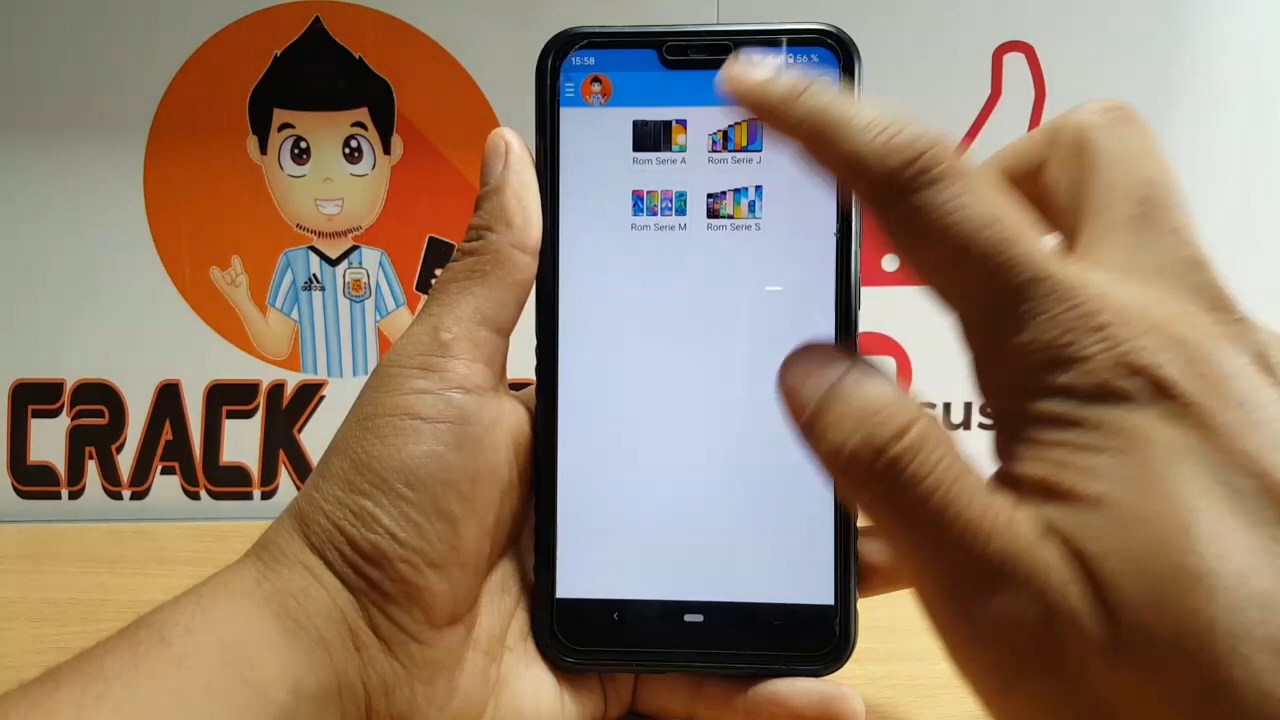 15:58
56 %
Rom Serie A
Rom Serie J
Rom Serie M
Rom Serie S
CRACK
adidas